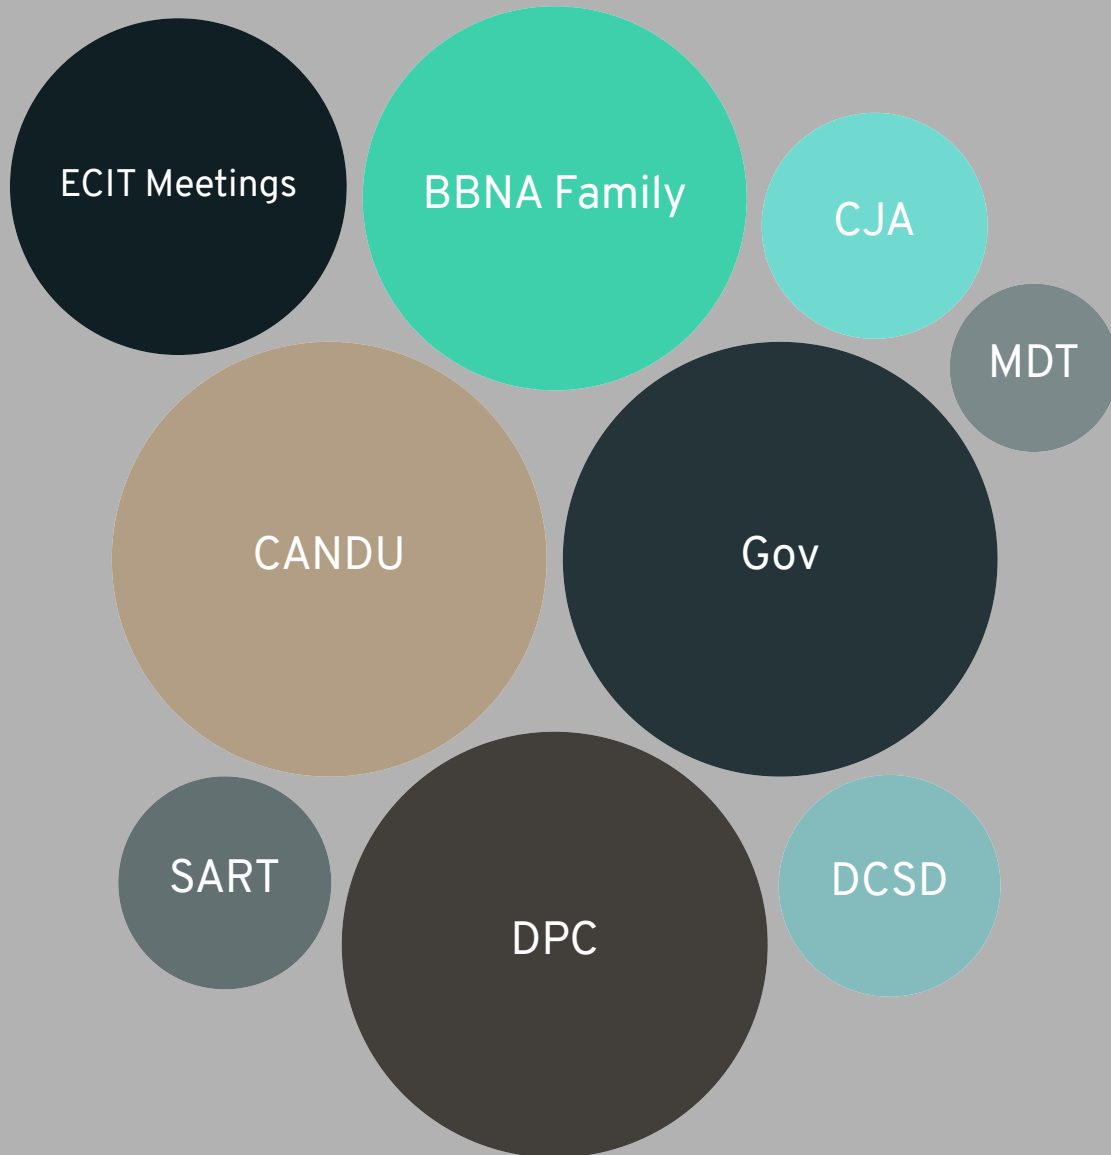 ECIT Meetings
BBNA Family
CJA
MDT
CANDU
Gov
SART
DPC
DCSD